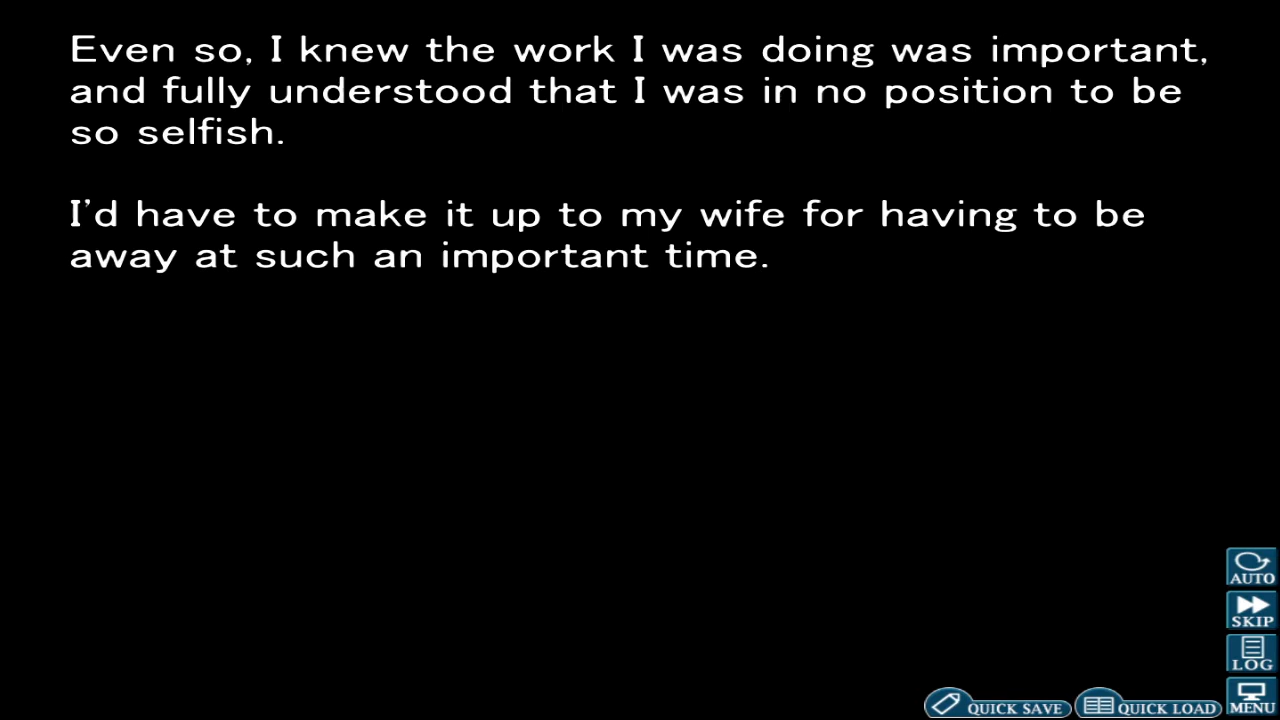 Even so, I knew the work I was doing was important,
and fully understood that I was in no position to be
so selfish.
I'd have to make it up to my wife for having to be
away at such an important time.
AUTO
SKIP
LOG
MENU
QUICK SAVE
QUICK LOAD